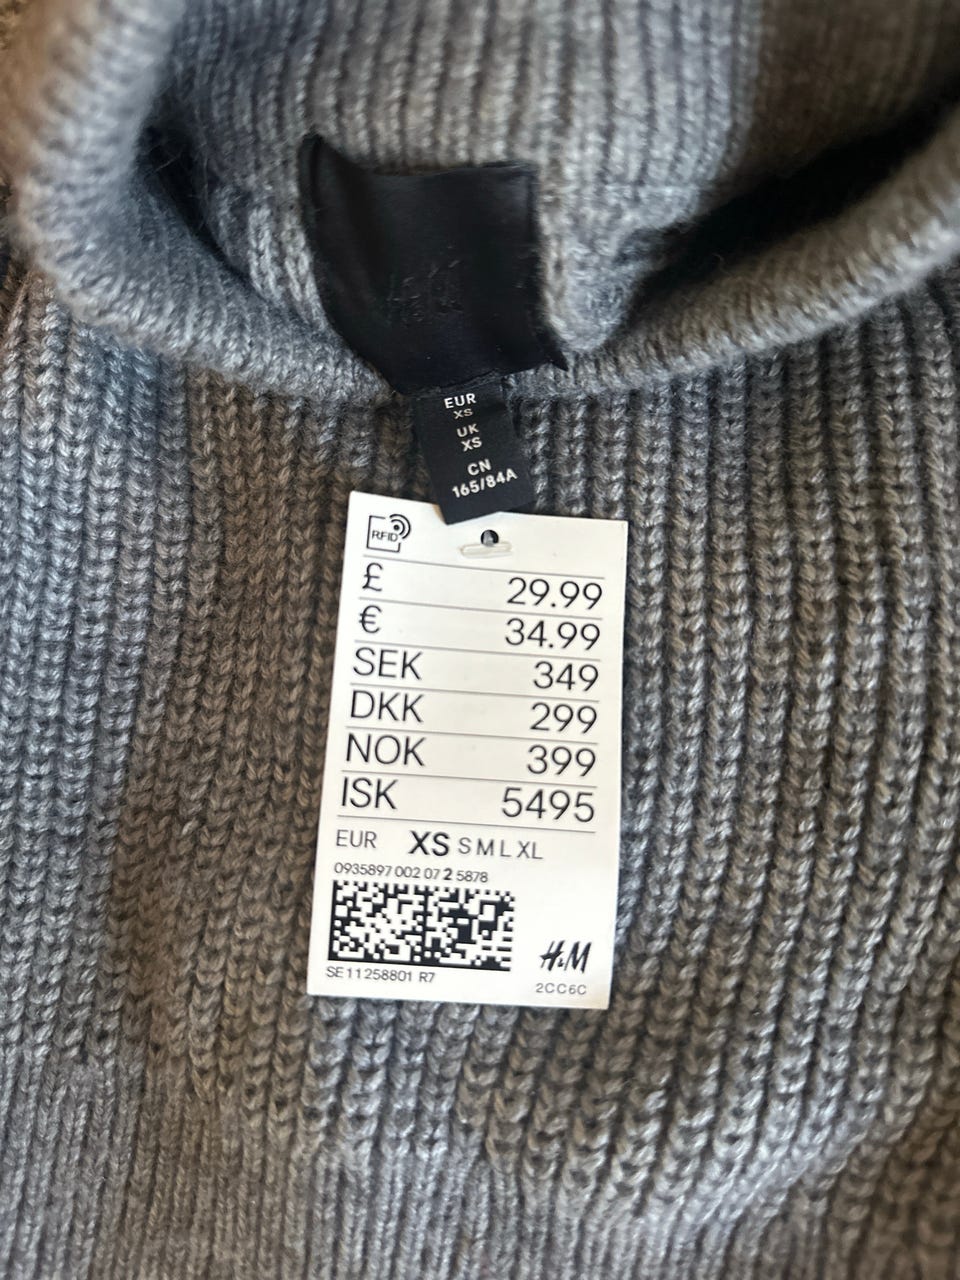 H&M
EUR
XS
UK
XS
CN
165/84A
RFID
£ 29.99
€ 34.99
SEK 349
DKK 299
NOK 399
ISK 5495
EUR XS S M L XL
0935897 002 07 2 5878
SE11258801 R7
H&M
2CC6C